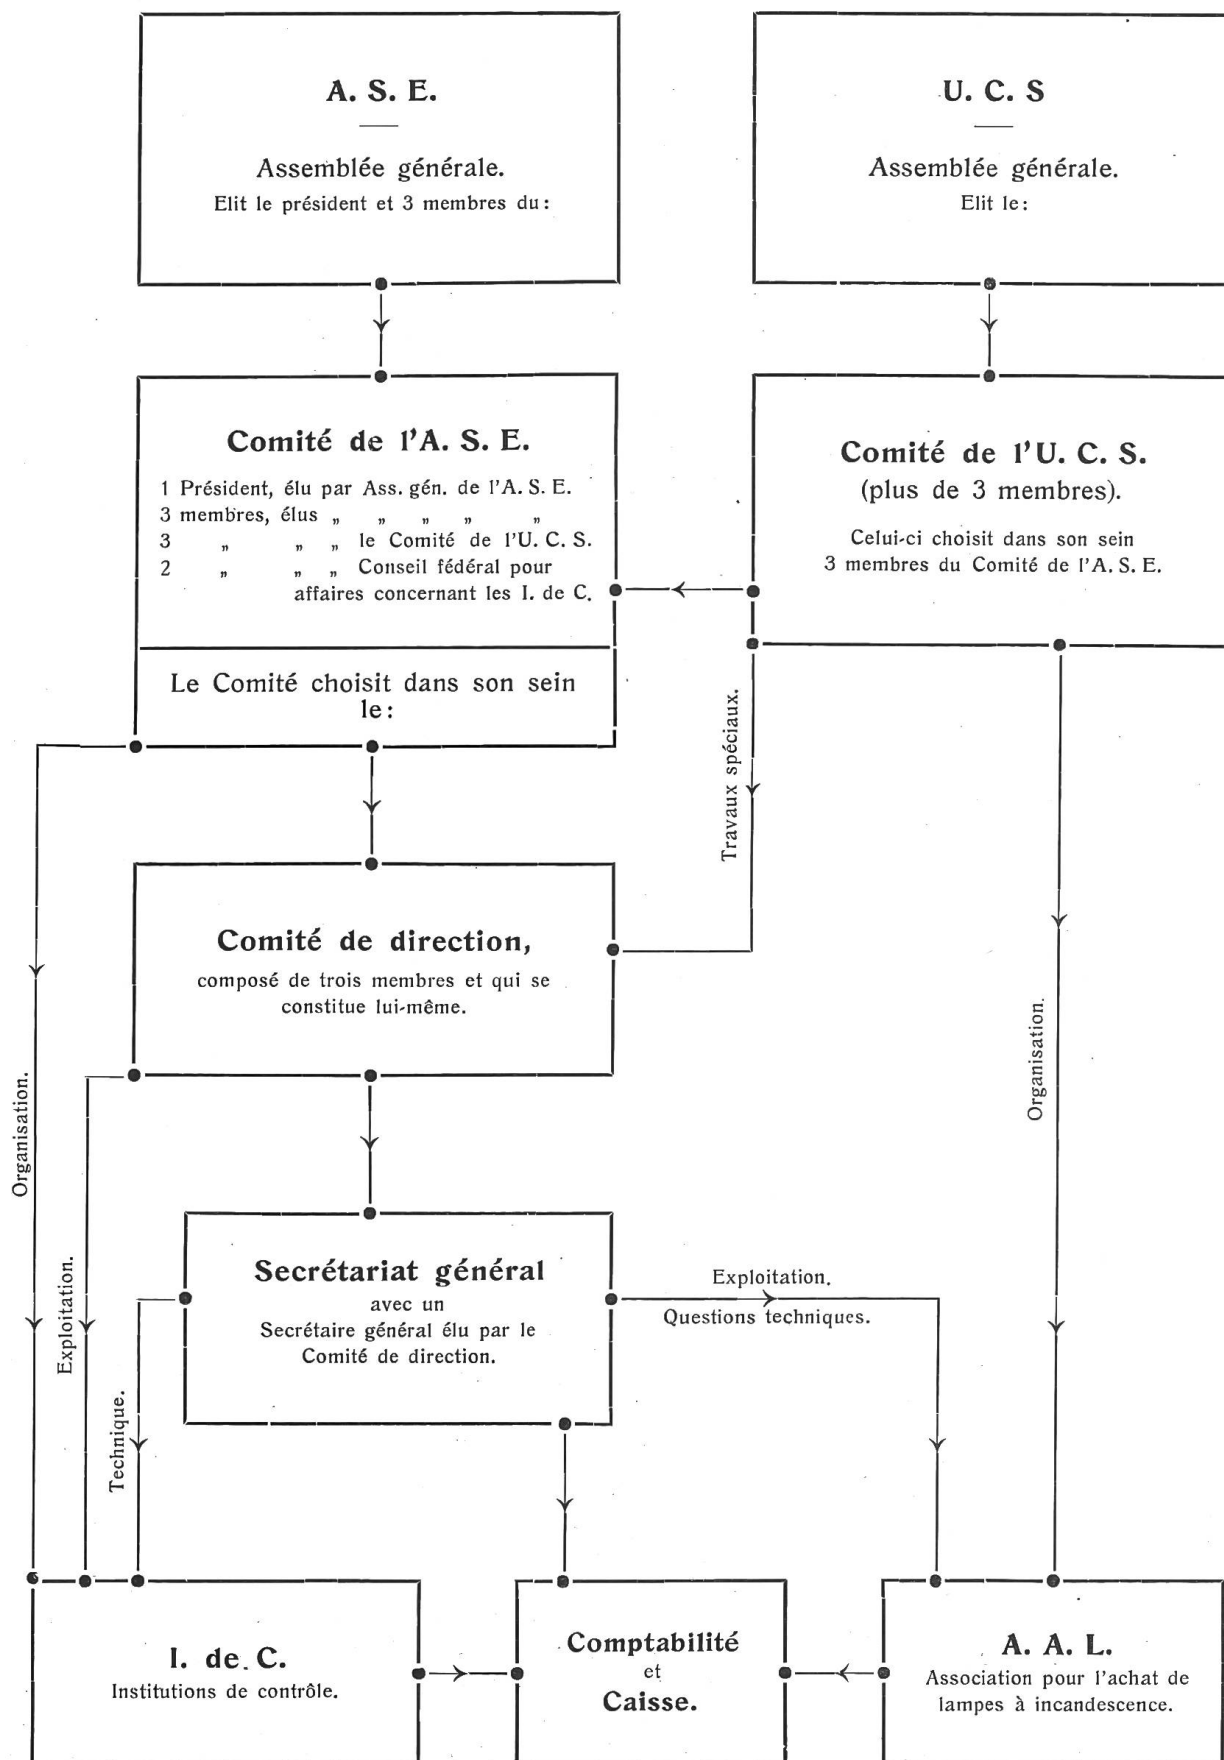 A. S. E.
Assemblée générale.
Elit le président et 3 membres du:
U. C. S
Assemblée générale.
Elit le:
Comité de l'A. S. E.
1 Président, élu par Ass. gén. de l'A. S. E.
3 membres, élus „ „ „ „ „
3 „ „ „ le Comité de l'U. C. S.
2 „ „ „ Conseil fédéral pour
affaires concernant les I. de C.
Le Comité choisit dans son sein
le:
Comité de l'U. C. S.
(plus de 3 membres).
Celui-ci choisit dans son sein
3 membres du Comité de l'A. S. E.
Travaux spéciaux.
Comité de direction,
composé de trois membres et qui se
constitue lui-même.
Organisation.
Organisation.
Exploitation.
Technique.
Secrétariat général
avec un
Secrétaire général élu par le
Comité de direction.
Exploitation.
Questions techniques.
I. de C.
Institutions de contrôle.
Comptabilité
et
Caisse.
A. A. L.
Association pour l'achat de
lampes à incandescence.